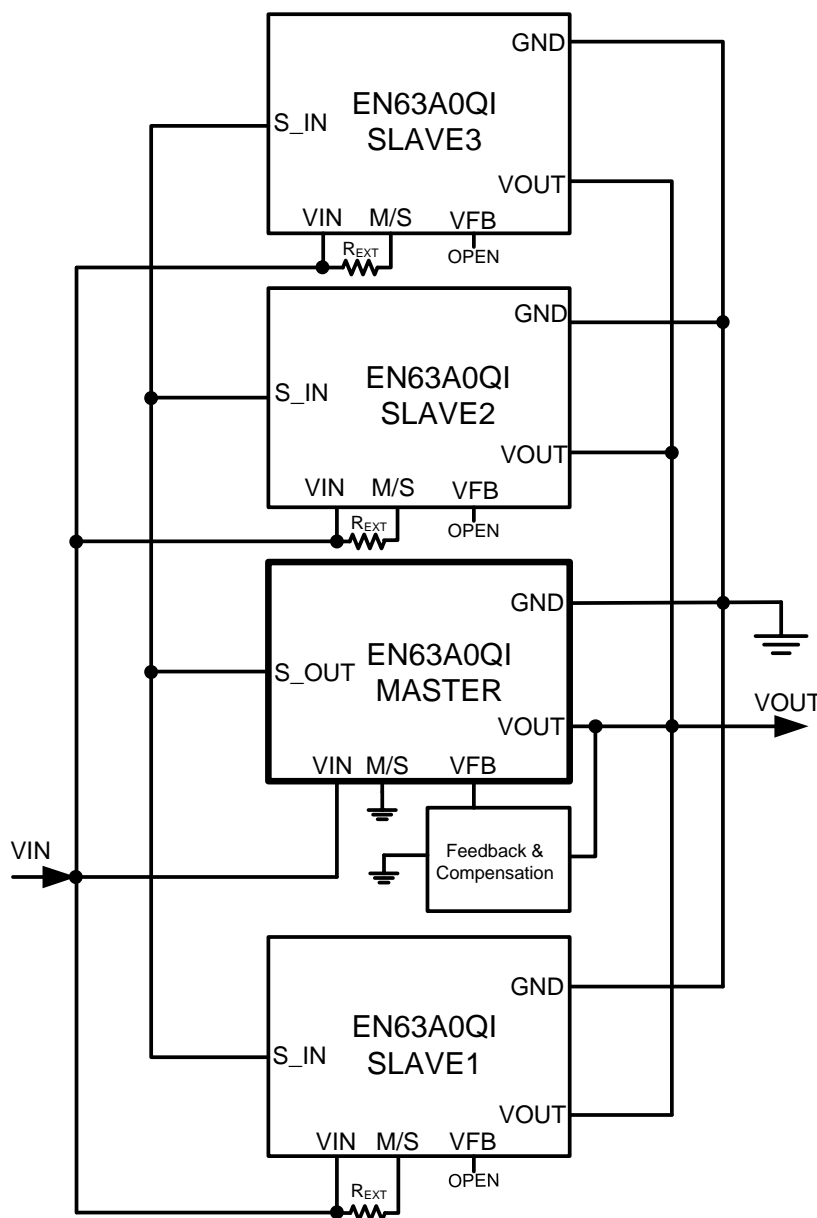 GND
EN63A0QI
SLAVE3
S_IN
VOUT
VIN M/S VFB
REXT
OPEN
GND
EN63A0QI
SLAVE2
S_IN
VOUT
VIN M/S VFB
REXT
OPEN
GND
EN63A0QI
MASTER
S_OUT
VOUT
VOUT
VIN M/S VFB
VIN
Feedback &
Compensation
GND
EN63A0QI
SLAVE1
S_IN
VOUT
VIN M/S VFB
REXT
OPEN